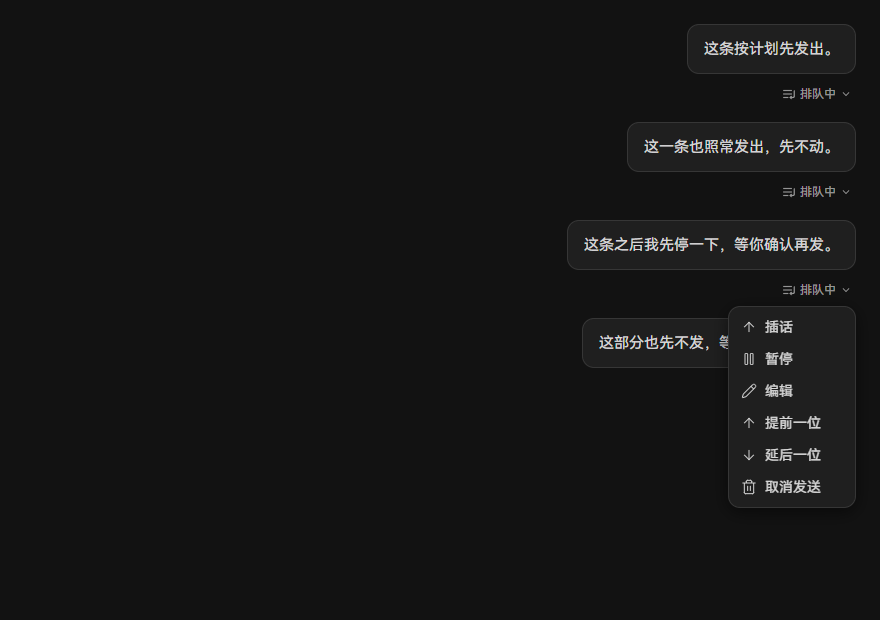 这条按计划先发出。
排队中
这一条也照常发出，先不动。
排队中
这条之后我先停一下，等你确认再发。
排队中
这部分也先不发，
插话
暂停
编辑
提前一位
延后一位
取消发送